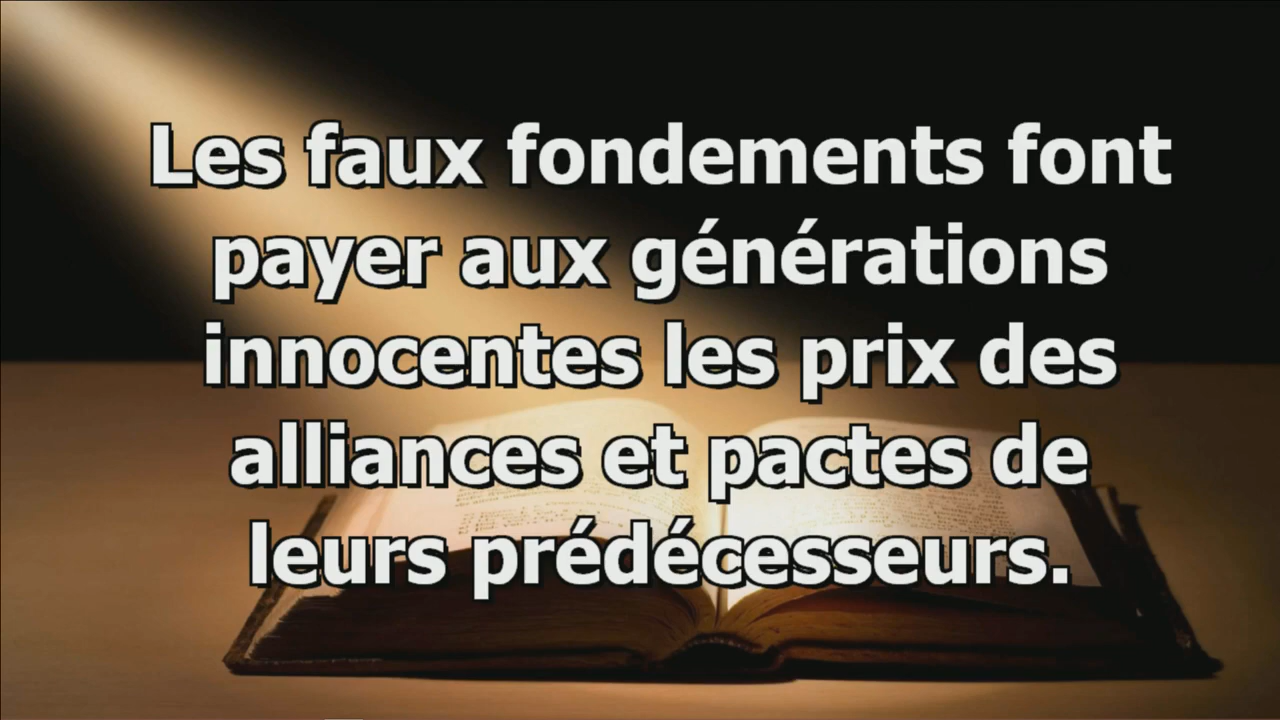 Les faux fondements font
payer aux générations
innocentes les prix des
alliances et pactes de
leurs prédécesseurs.